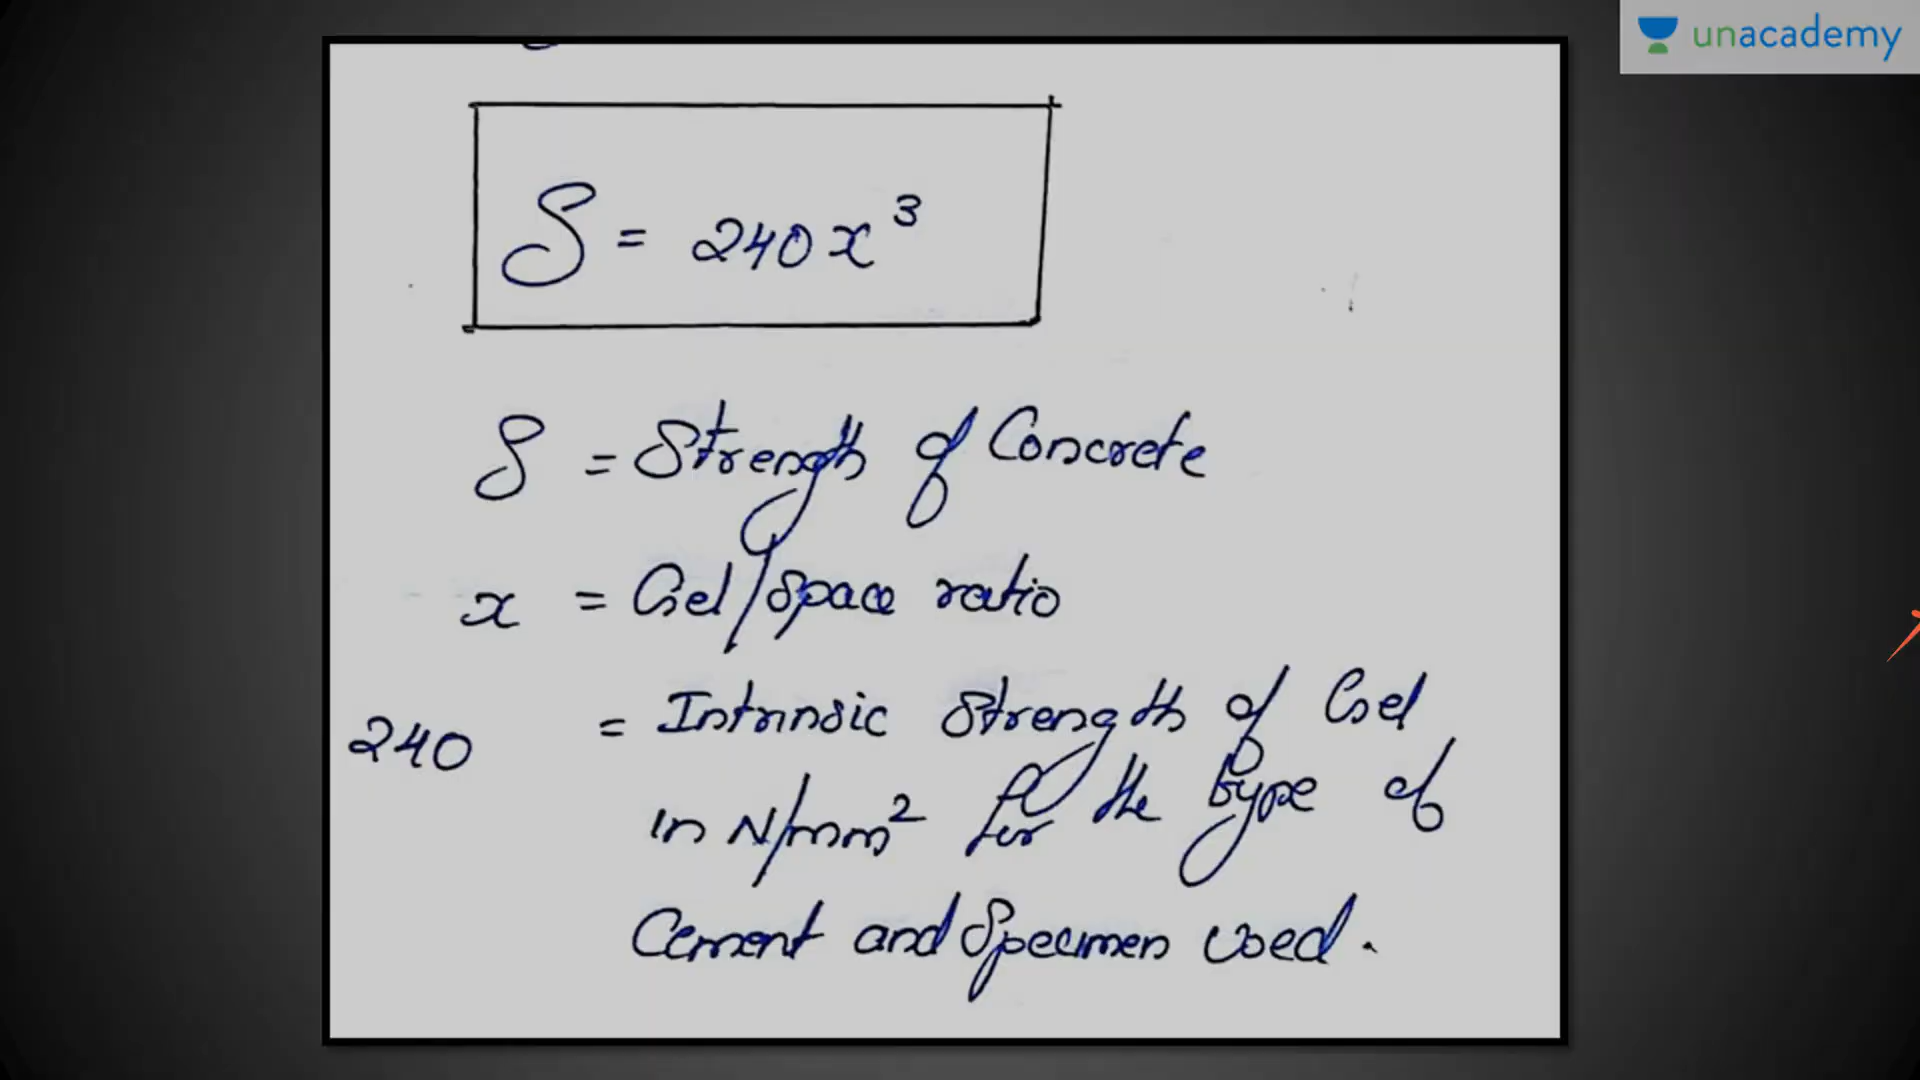 unacademy
S = 240x³
S = Strength of Concrete
x = Gel/Space ratio
240 = Intrinsic Strength of Gel
in N/mm² for the type of
Cement and Specimen used.